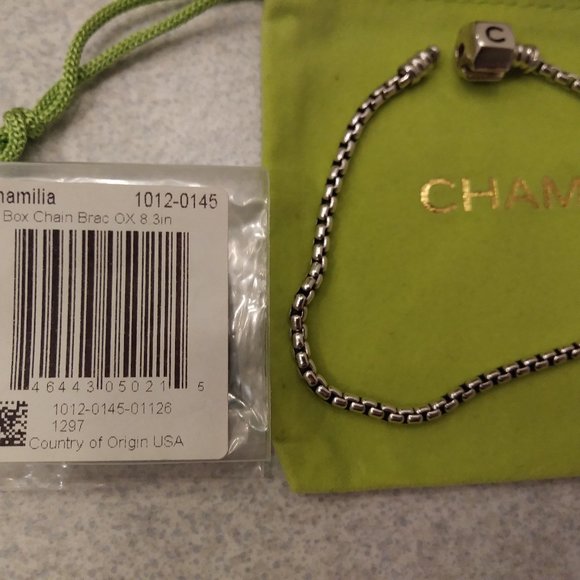 hamilia 1012-0145
Box Chain Brac OX 8.3in
46443 05021 5
1012-0145-01126
1297
Country of Origin USA
C
CHAM